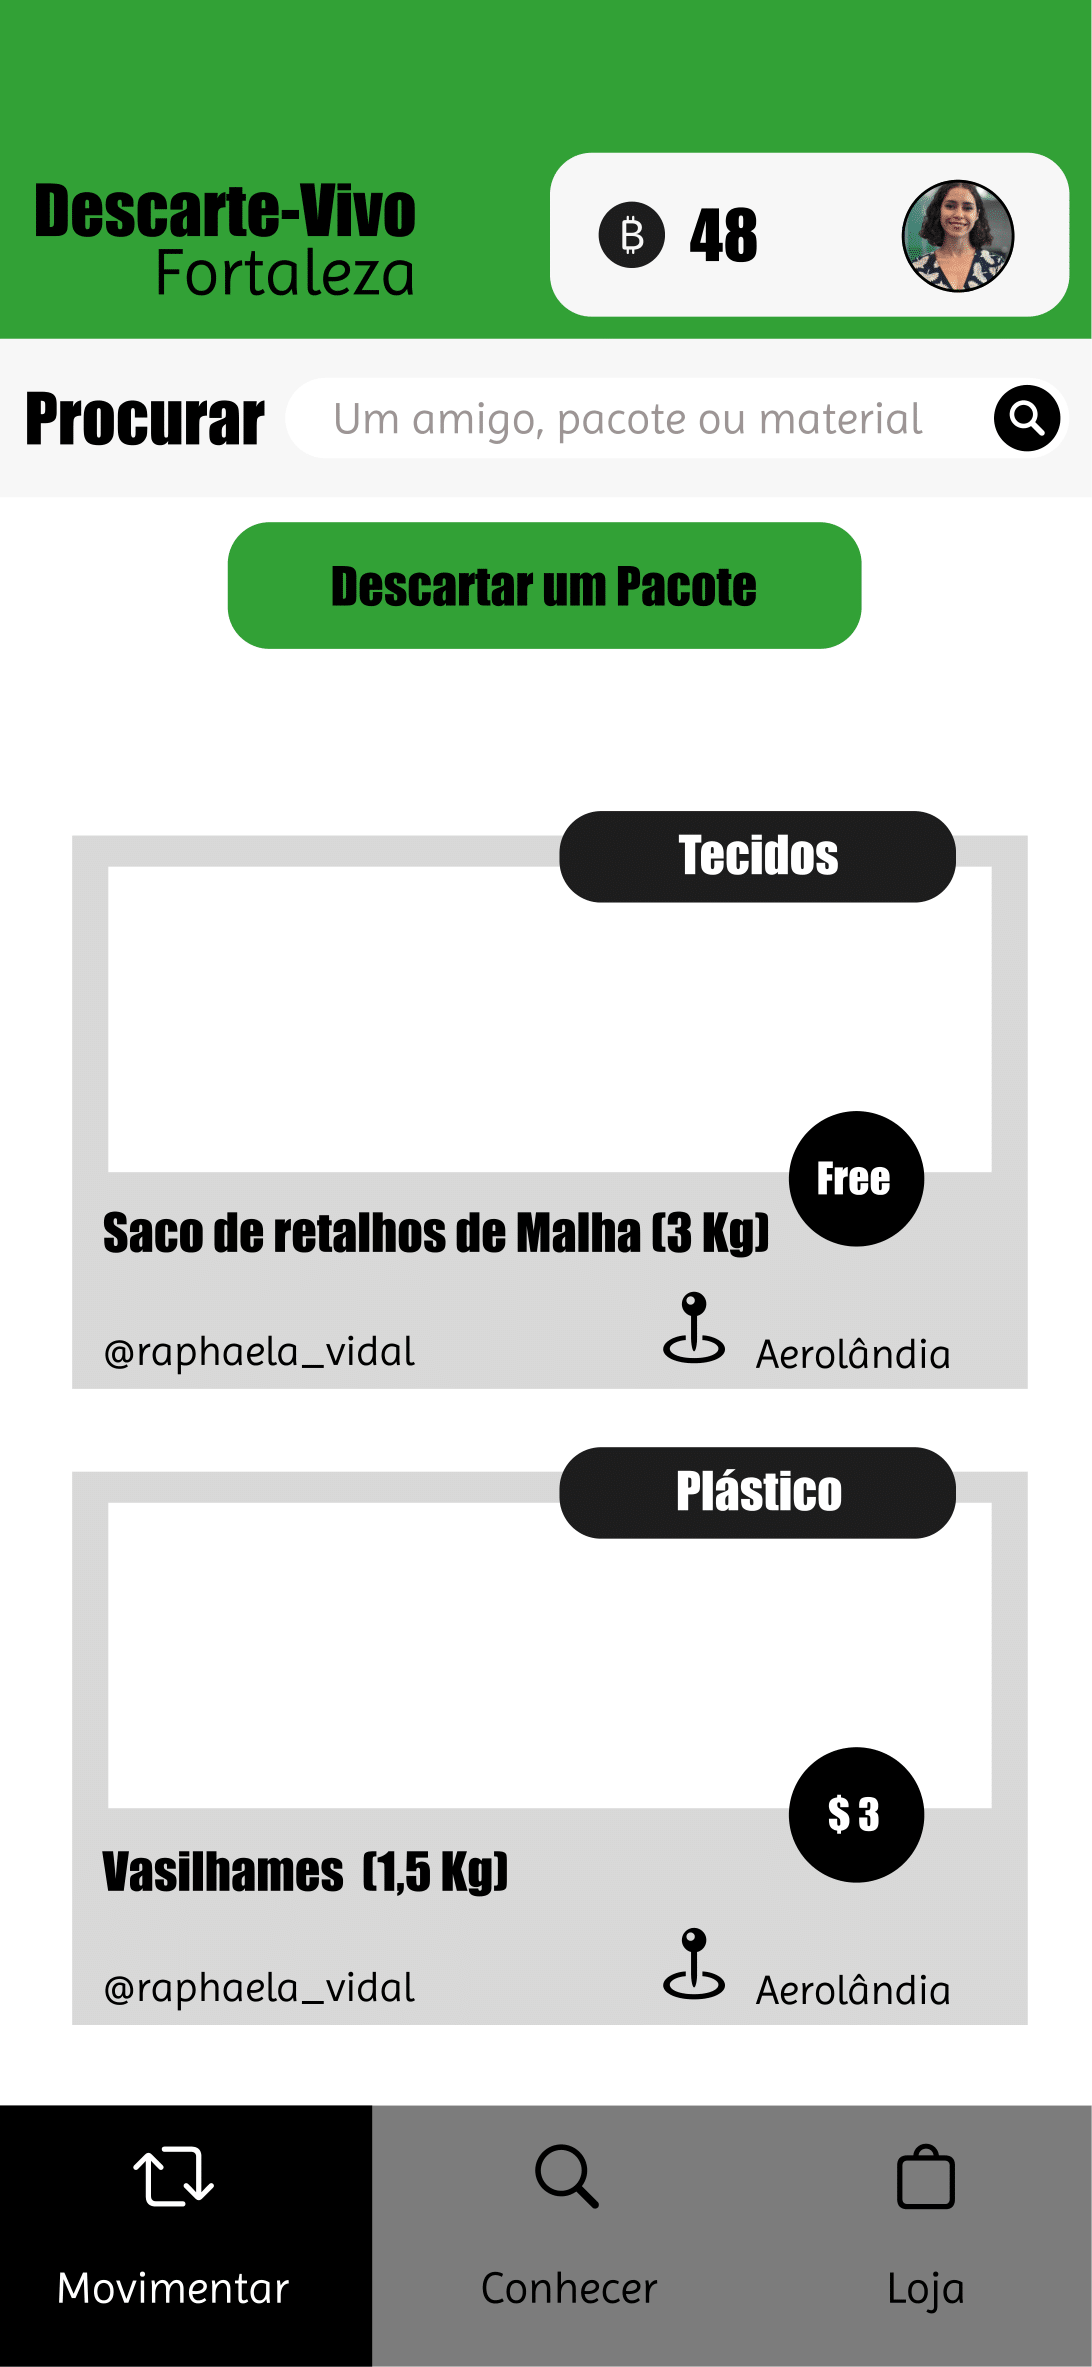 Descarte-Vivo
Fortaleza
48
Procurar
Um amigo, pacote ou material
Descartar um Pacote
Tecidos
Free
Saco de retalhos de Malha (3 Kg)
@raphaela_vidal
Aerolândia
Plástico
$ 3
Vasilhames (1,5 Kg)
@raphaela_vidal
Aerolândia
Movimentar
Conhecer
Loja